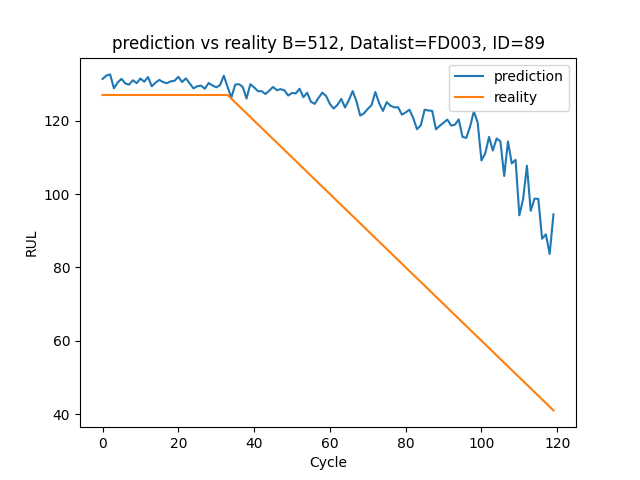 prediction vs reality B=512, Datalist=FD003, ID=89
prediction
reality
RUL
120
100
80
60
40
0 20 40 60 80 100 120
Cycle